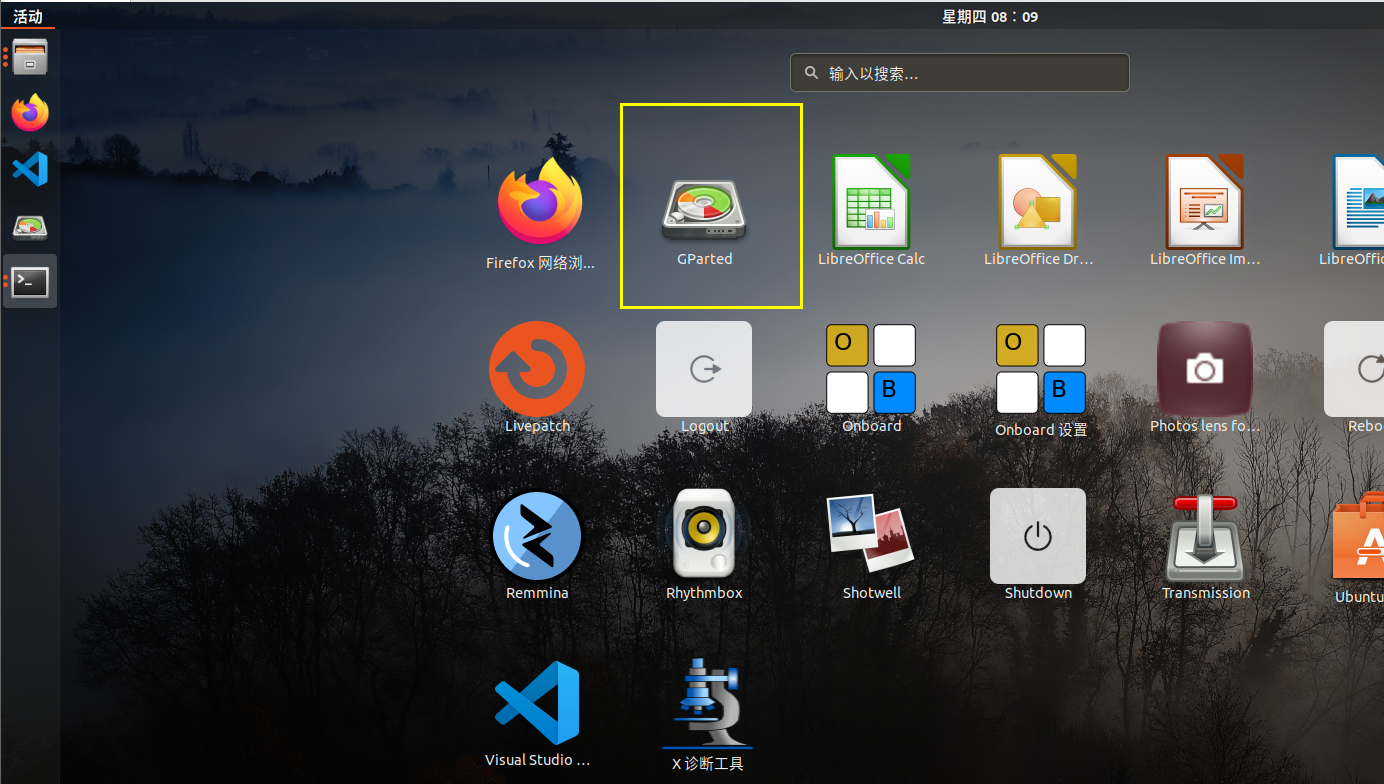 活动
星期四 08：09
输入以搜索…
Firefox 网络浏…
GParted
LibreOffice Calc
LibreOffice Dr…
LibreOffice Im…
LibreOffic
Livepatch
Logout
O
B
Onboard
O
B
Onboard 设置
Photos lens fo…
Rebo
Remmina
Rhythmbox
Shotwell
Shutdown
Transmission
Ubuntu
Visual Studio …
X 诊断工具